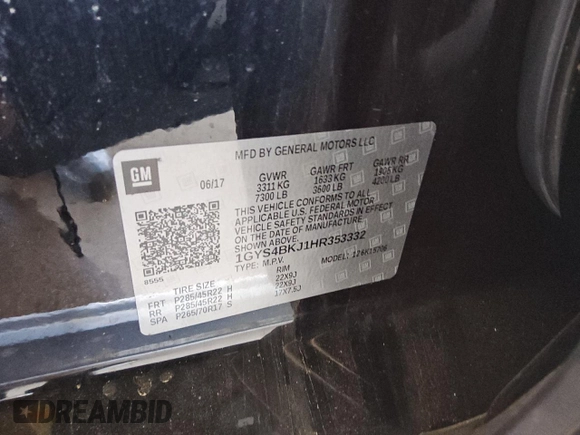 MFD BY GENERAL MOTORS LLC
GM
06/17
GVWR GAWR FRT GAWR RR
3311 KG 1633 KG 1905 KG
7300 LB 3600 LB 4200 LB
THIS VEHICLE CONFORMS TO ALL
APPLICABLE U.S. FEDERAL MOTOR
VEHICLE SAFETY STANDARDS IN EFFECT
ON THE DATE OF MANUFACTURE
SHOWN ABOVE.
1GYS4BKJ1HR353332
TYPE: M.P.V. MODEL:
8555
TIRE SIZE RIM
FRT P285/45R22 H 22X9J
RR P285/45R22 H 22X9J
SPA P265/70R17 S 17X7.5J
DREAMBID